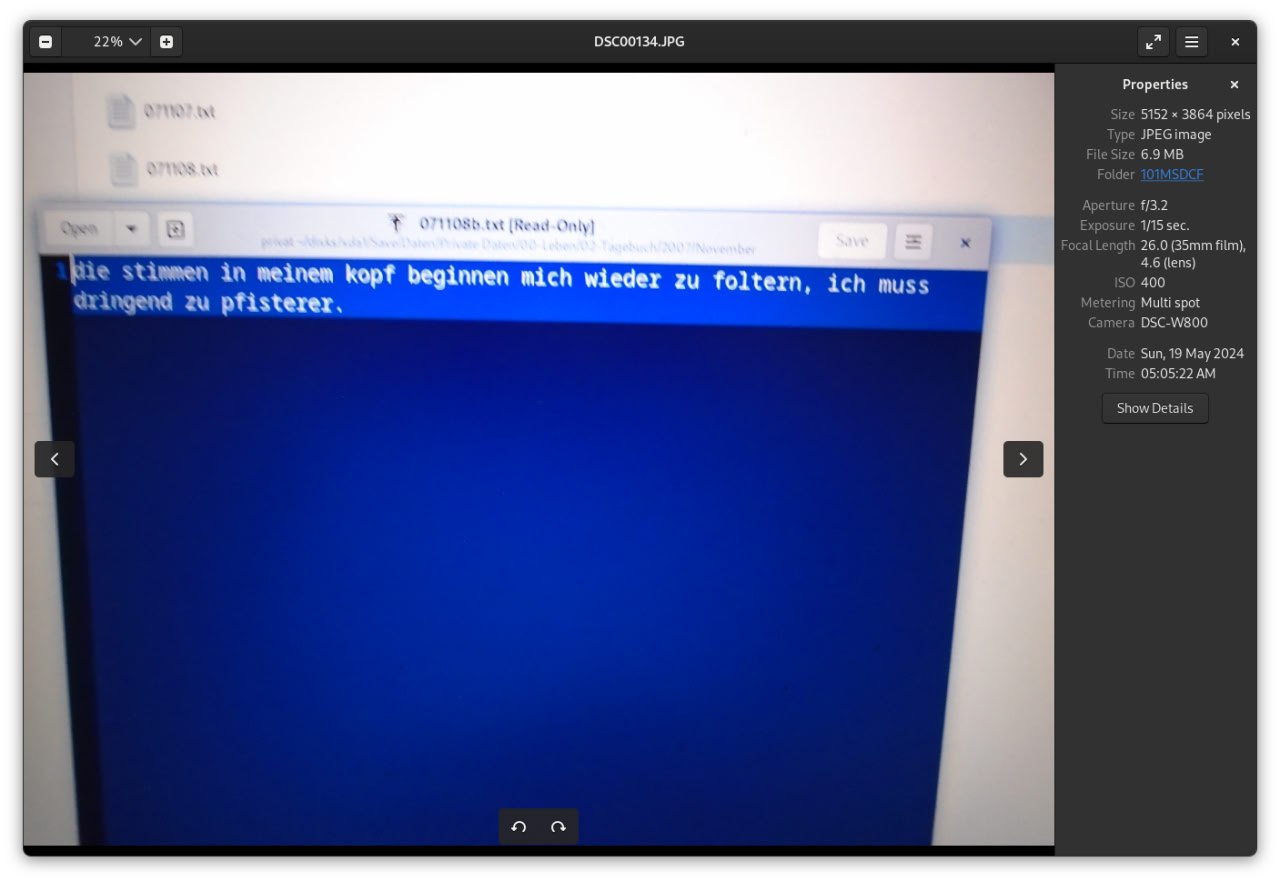 22%
DSC00134.JPG
071107.txt
071108.txt
Open
071108b.txt [Read-Only]
private ~/disks/vda1/Save/Daten/Private Daten/00-Leben/02-Tagebuch/2007/November
Save
1 die stimmen in meinem kopf beginnen mich wieder zu foltern, ich muss
dringend zu pfisterer.
Properties
Size 5152 × 3864 pixels
Type JPEG image
File Size 6.9 MB
Folder 101MSDCF
Aperture f/3.2
Exposure 1/15 sec.
Focal Length 26.0 (35mm film),
4.6 (lens)
ISO 400
Metering Multi spot
Camera DSC-W800
Date Sun, 19 May 2024
Time 05:05:22 AM
Show Details